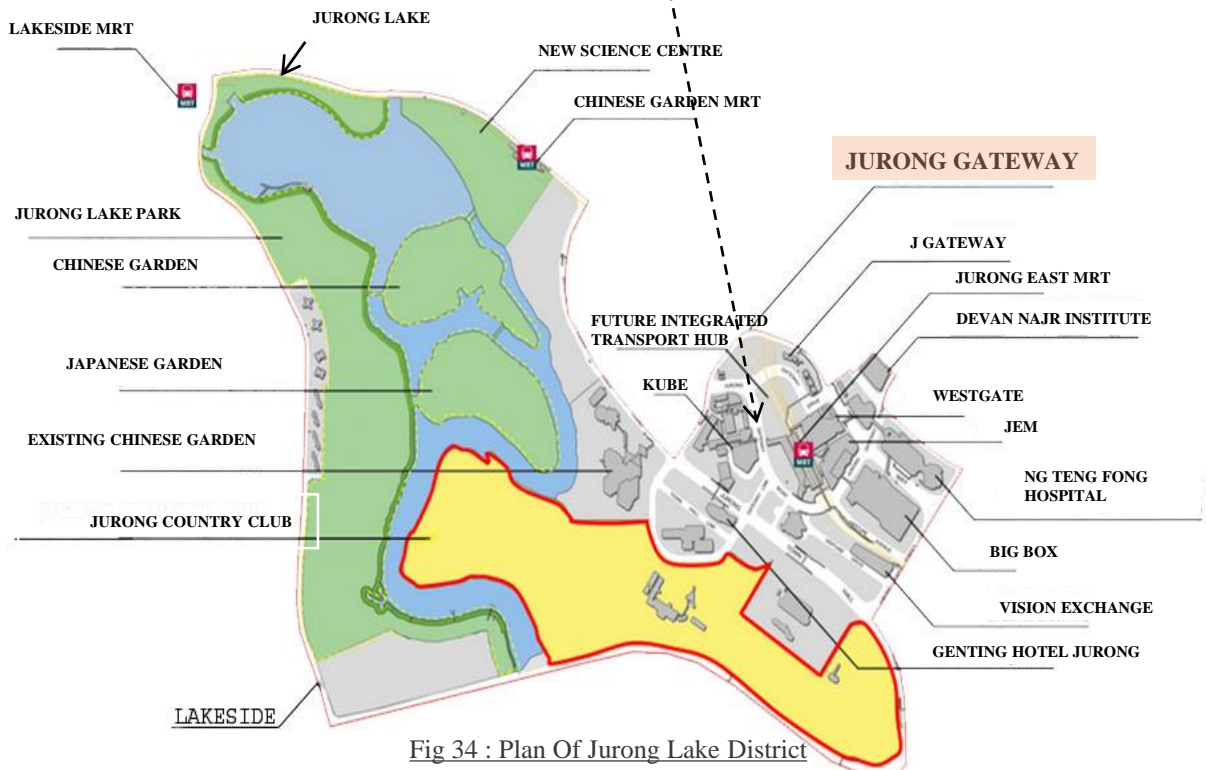 JURONG LAKE
LAKESIDE MRT
NEW SCIENCE CENTRE
MRT
CHINESE GARDEN MRT
MRT
JURONG GATEWAY
JURONG LAKE PARK
J GATEWAY
CHINESE GARDEN
JURONG EAST MRT
FUTURE INTEGRATED
TRANSPORT HUB
DEVAN NAJR INSTITUTE
JAPANESE GARDEN
KUBE
WESTGATE
JEM
EXISTING CHINESE GARDEN
MRT
NG TENG FONG
HOSPITAL
JURONG COUNTRY CLUB
BIG BOX
VISION EXCHANGE
GENTING HOTEL JURONG
LAKESIDE
Fig 34 : Plan Of Jurong Lake District